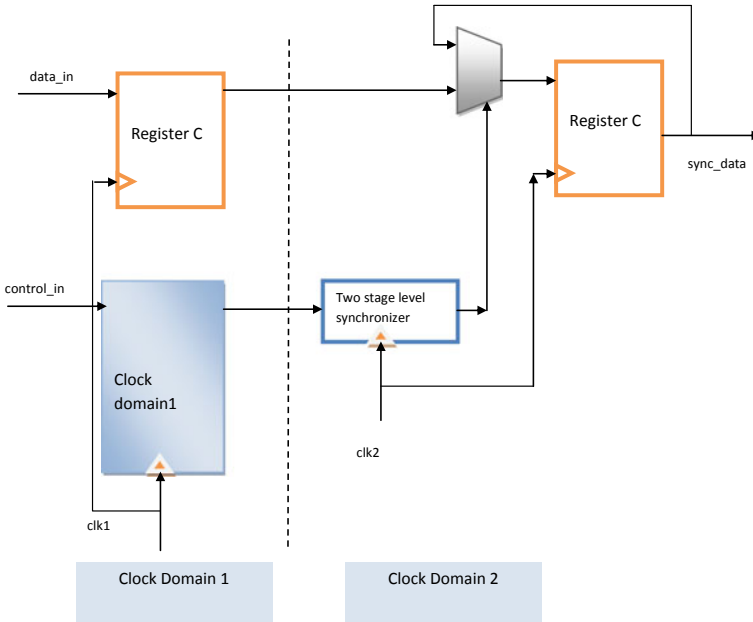 data_in
Register C
Register C
sync_data
control_in
Two stage level
synchronizer
Clock
domain1
clk2
clk1
Clock Domain 1
Clock Domain 2